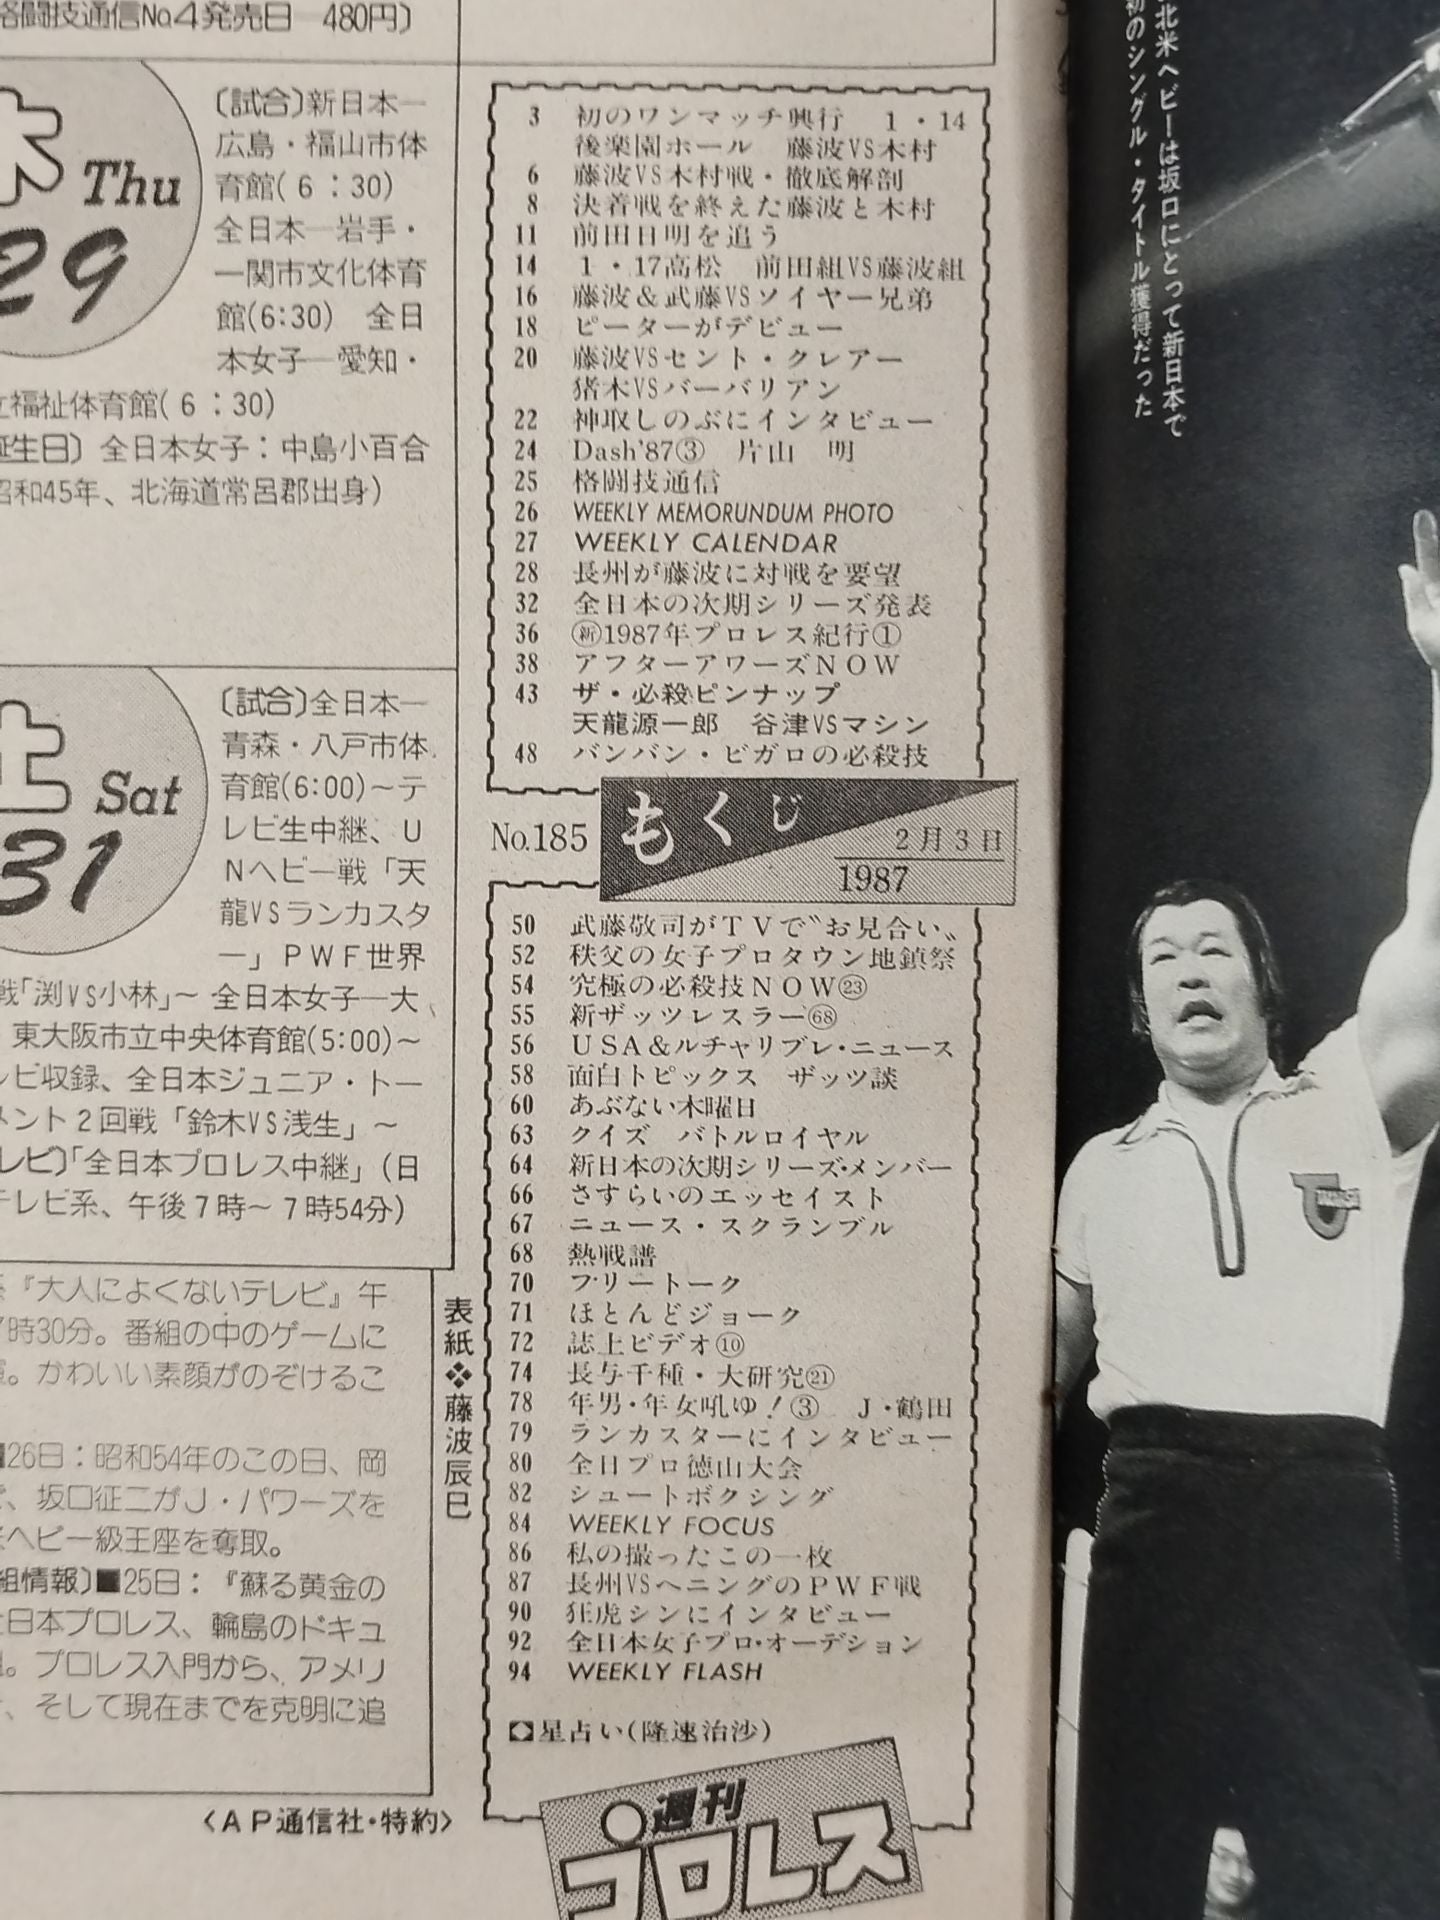 格闘技通信No.4発売日―480円〕
木 Thu
29
〔試合〕新日本―
広島・福山市体
育館(6:30)
全日本―岩手・
一関市文化体育
館(6:30) 全日
本女子―愛知・
立福祉体育館(6:30)
誕生日〕全日本女子:中島小百合
昭和45年、北海道常呂郡出身)
土 Sat
31
〔試合〕全日本―
青森・八戸市体
育館(6:00)～テ
レビ生中継、U
Nヘビー戦「天
龍VSランカスタ
ー」PWF世界
戦「渕VS小林」～ 全日本女子―大
東大阪市立中央体育館(5:00)～
レビ収録、全日本ジュニア・トー
メント2回戦「鈴木VS浅生」～
レビ〕「全日本プロレス中継」(日
テレビ系、午後7時～7時54分)
『大人によくないテレビ』午
7時30分。番組の中のゲームに
。かわいい素顔がのぞけるこ
■26日:昭和54年のこの日、岡
、坂口征二がJ・パワーズを
ヘビー級王座を奪取。
組情報〕■25日:『蘇る黄金の
日本プロレス、輪島のドキュ
。プロレス入門から、アメリ
、そして現在までを克明に追
〈AP通信社・特約〉
表紙❖藤波辰巳
3 初のワンマッチ興行 1・14
後楽園ホール 藤波VS木村
6 藤波VS木村戦・徹底解剖
8 決着戦を終えた藤波と木村
11 前田日明を追う
14 1・17高松 前田組VS藤波組
16 藤波&武藤VSソイヤー兄弟
18 ピーターがデビュー
20 藤波VSセント・クレアー
猪木VSバーバリアン
22 神取しのぶにインタビュー
24 Dash'87③ 片山 明
25 格闘技通信
26 WEEKLY MEMORUNDUM PHOTO
27 WEEKLY CALENDAR
28 長州が藤波に対戦を要望
32 全日本の次期シリーズ発表
36 ㊟1987年プロレス紀行①
38 アフターアワーズNOW
43 ザ・必殺ピンナップ
天龍源一郎 谷津VSマシン
48 バンバン・ビガロの必殺技
No.185
もくじ
2月3日
1987
50 武藤敬司がTVで〝お見合い〟
52 秩父の女子プロタウン地鎮祭
54 究極の必殺技NOW㉓
55 新ザッツレスラー(68)
56 USA&ルチャリブレ・ニュース
58 面白トピックス ザッツ談
60 あぶない木曜日
63 クイズ バトルロイヤル
64 新日本の次期シリーズ・メンバー
66 さすらいのエッセイスト
67 ニュース・スクランブル
68 熱戦譜
70 フリートーク
71 ほとんどジョーク
72 誌上ビデオ⑩
74 長与千種・大研究㉑
78 年男・年女吼ゆ!③ J・鶴田
79 ランカスターにインタビュー
80 全日プロ徳山大会
82 シュートボクシング
84 WEEKLY FOCUS
86 私の撮ったこの一枚
87 長州VSヘニングのPWF戦
90 狂虎シンにインタビュー
92 全日本女子プロ・オーデション
94 WEEKLY FLASH
◆星占い(隆速治沙)
週刊
プロレス
北米ヘビーは坂口にとって新日本で
初のシングル・タイトル獲得だった